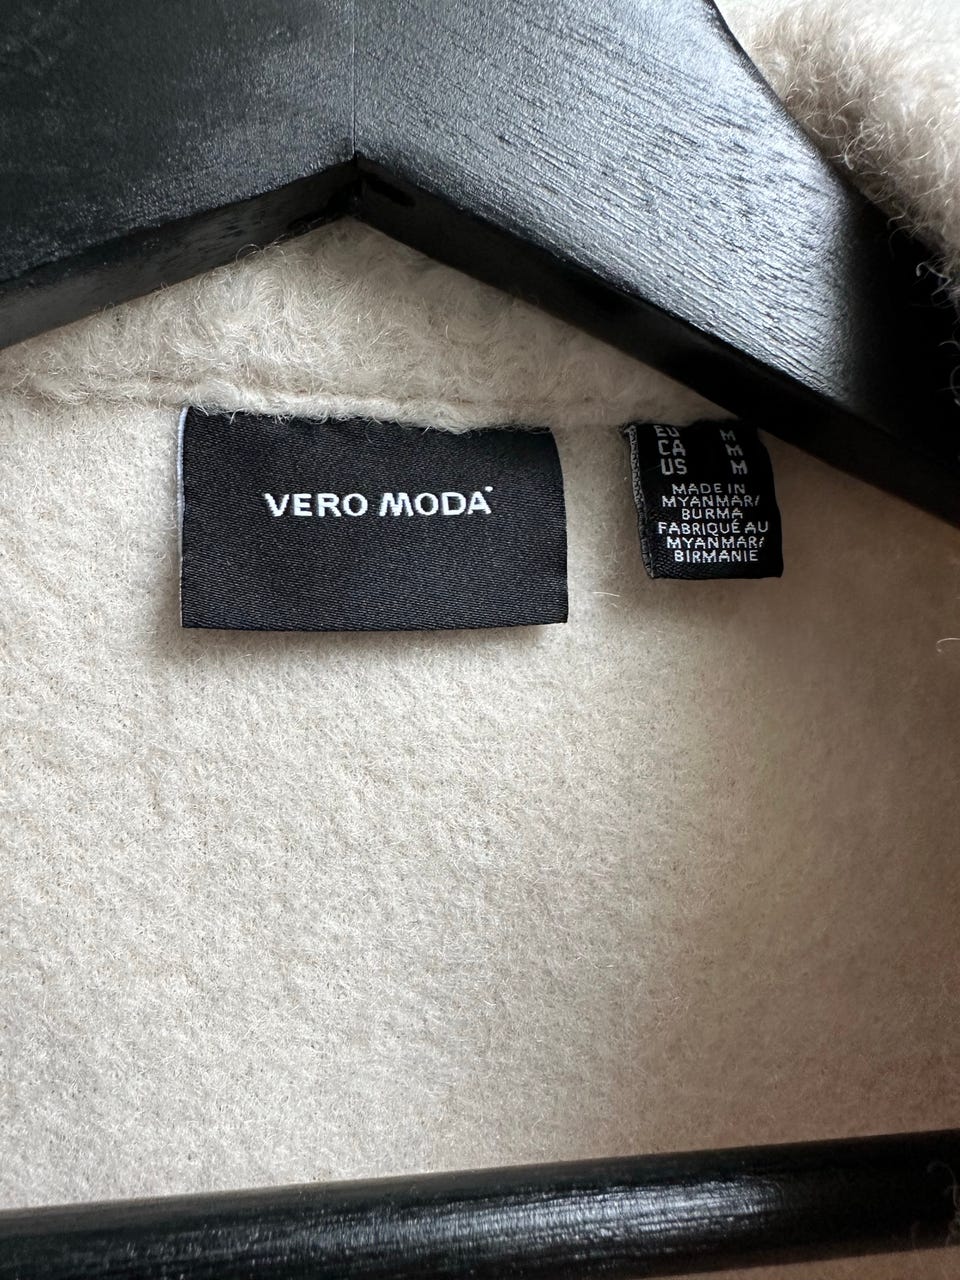 VERO MODA
EU M
CA M
US M
MADE IN
MYANMAR/
BURMA
FABRIQUÉ AU
MYANMAR/
BIRMANIE